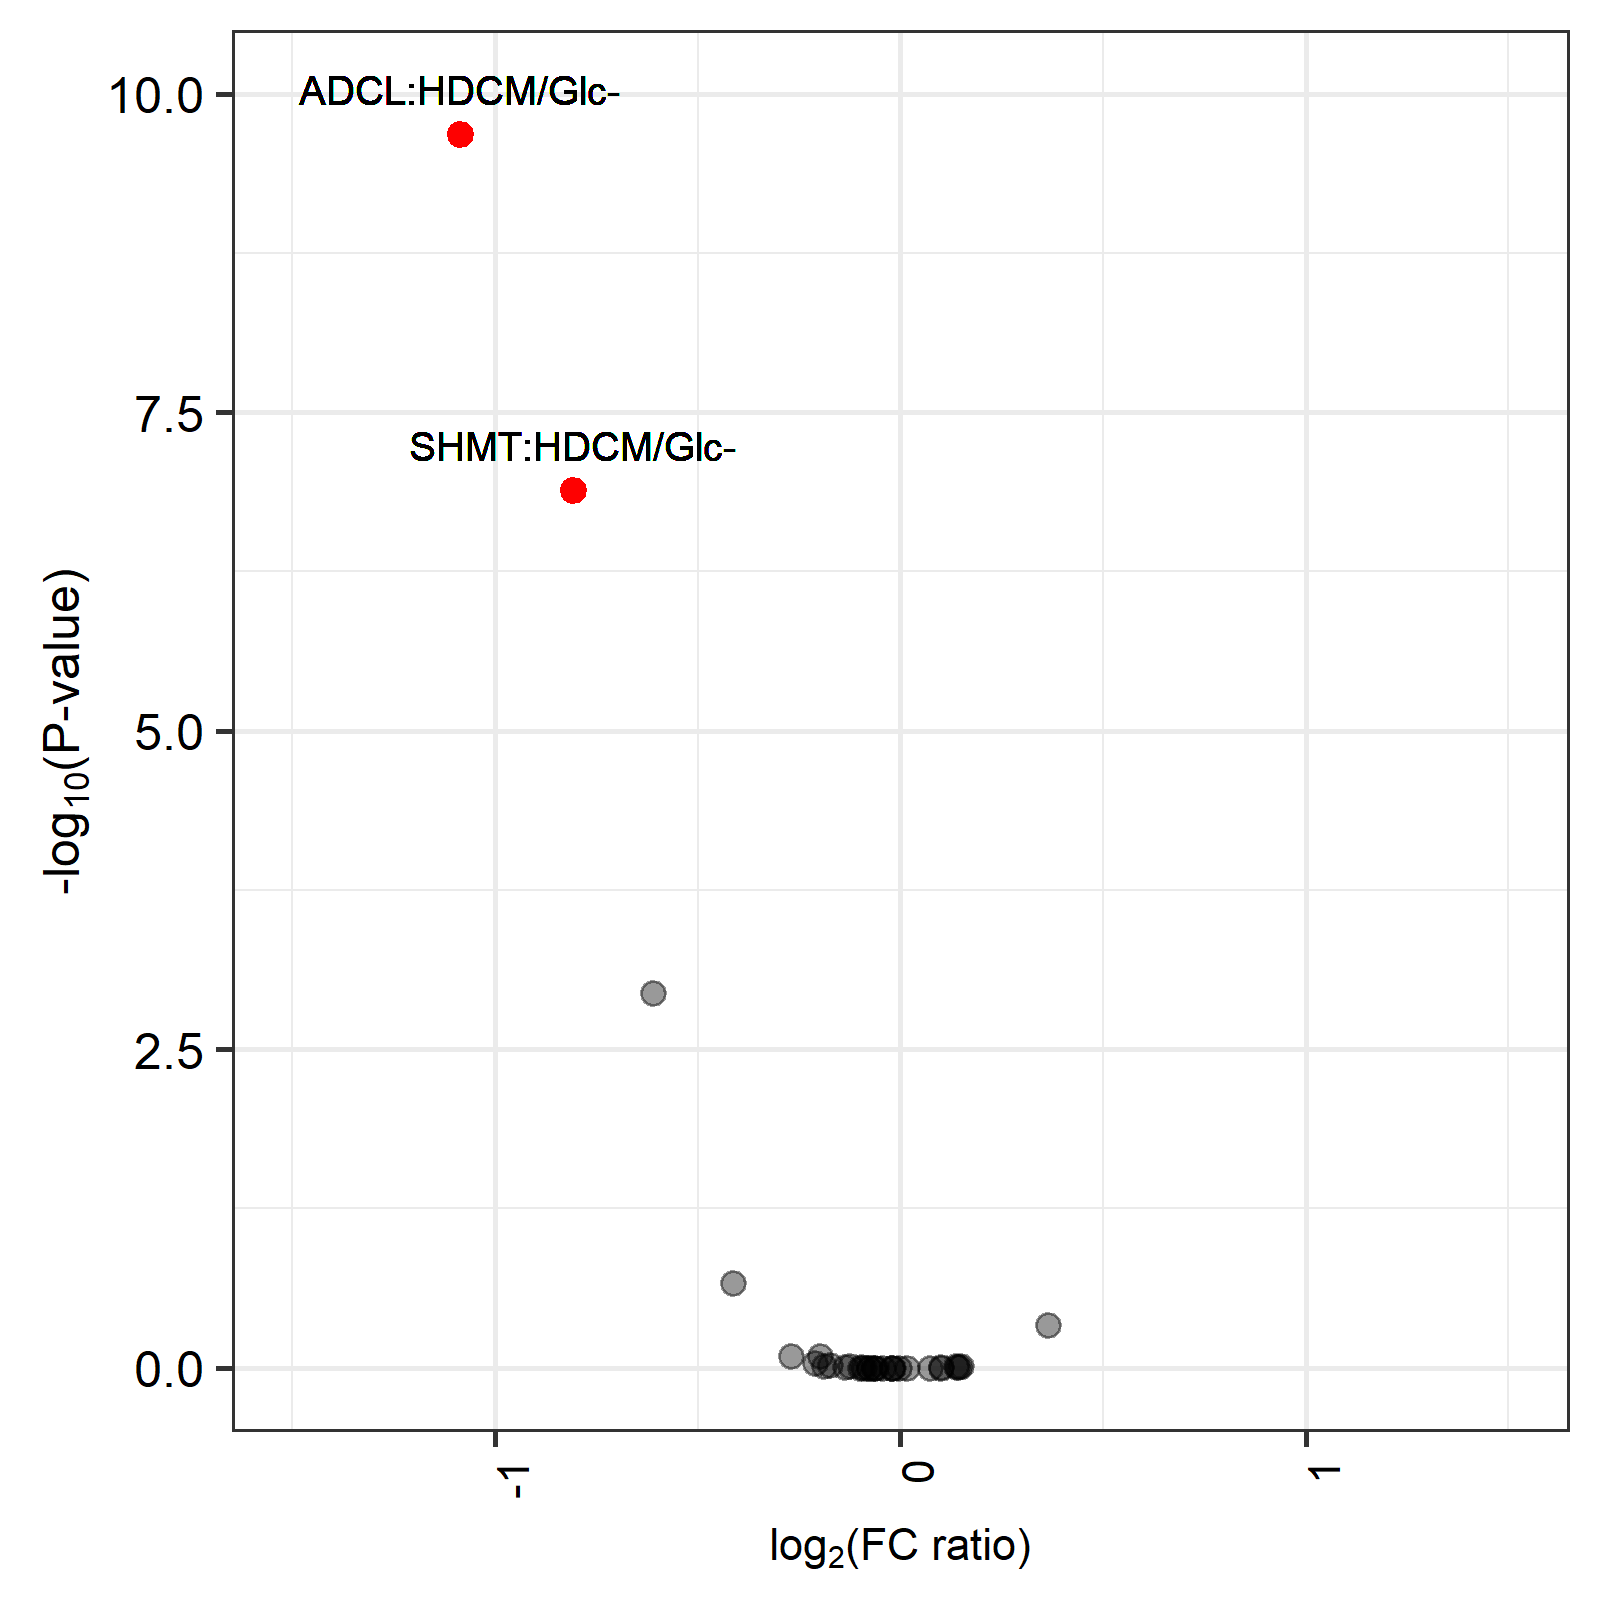 ADCL:HDCM/Glc-
SHMT:HDCM/Glc-
10.0
7.5
5.0
2.5
0.0
-log₁₀(P-value)
-1
0
1
log₂(FC ratio)